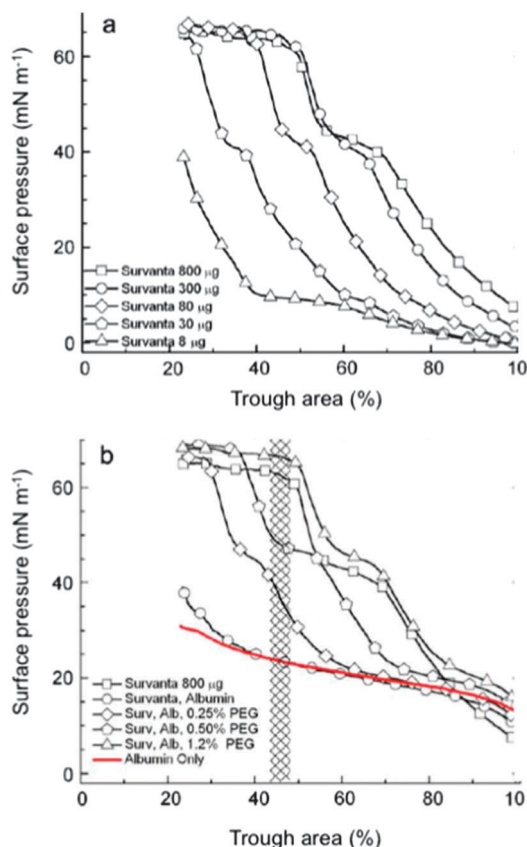 a
Surface pressure (mN m⁻¹)
60
40
20
0
Survanta 800 µg
Survanta 300 µg
Survanta 80 µg
Survanta 30 µg
Survanta 8 µg
0 20 40 60 80 100
Trough area (%)
b
Surface pressure (mN m⁻¹)
60
40
20
0
Survanta 800 µg
Survanta, Albumin
Surv, Alb, 0.25% PEG
Surv, Alb, 0.50% PEG
Surv, Alb, 1.2% PEG
Albumin Only
0 20 40 60 80 100
Trough area (%)